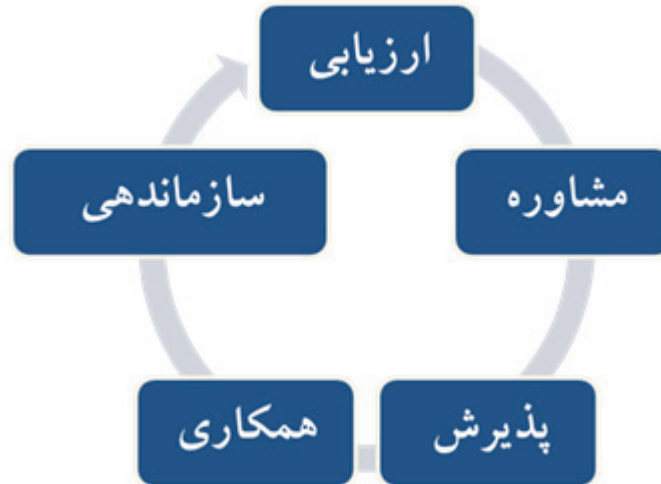 ارزیابی
مشاوره
پذیرش
همکاری
سازماندهی